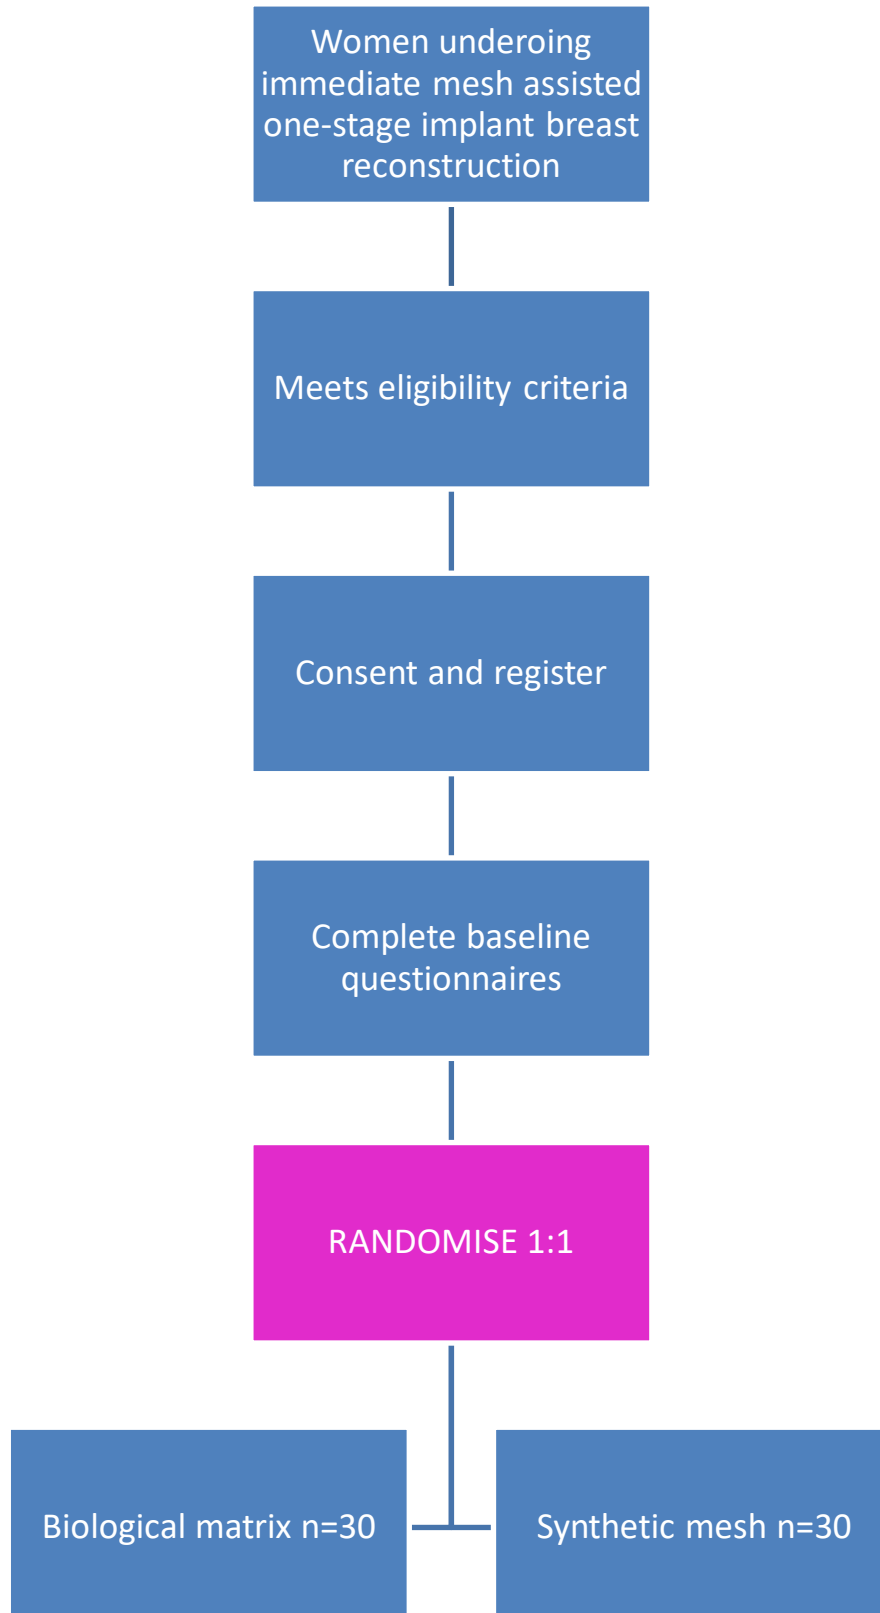 Women underoing
immediate mesh assisted
one-stage implant breast
reconstruction
Meets eligibility criteria
Consent and register
Complete baseline
questionnaires
RANDOMISE 1:1
Biological matrix n=30
Synthetic mesh n=30